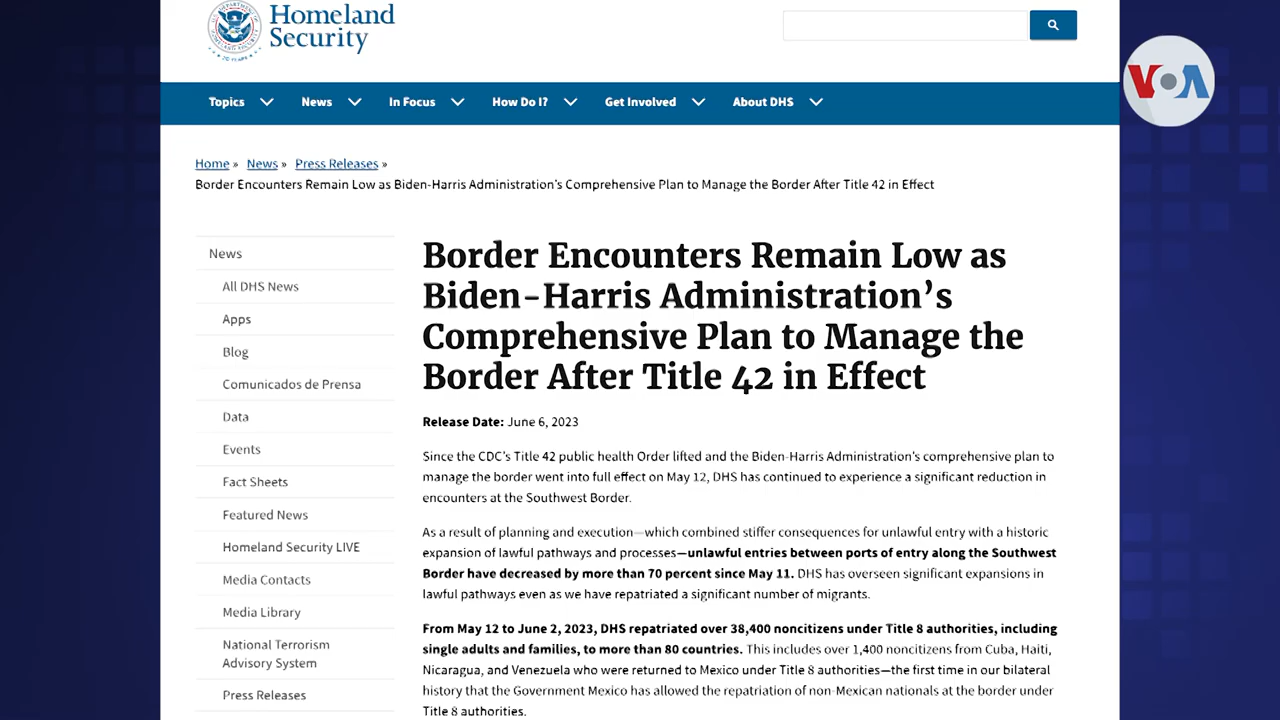 Homeland
Security
VOA
Topics News In Focus How Do I? Get Involved About DHS
Home » News » Press Releases »
Border Encounters Remain Low as Biden-Harris Administration's Comprehensive Plan to Manage the Border After Title 42 in Effect
News
All DHS News
Apps
Blog
Comunicados de Prensa
Data
Events
Fact Sheets
Featured News
Homeland Security LIVE
Media Contacts
Media Library
National Terrorism
Advisory System
Press Releases
Border Encounters Remain Low as
Biden-Harris Administration's
Comprehensive Plan to Manage the
Border After Title 42 in Effect
Release Date: June 6, 2023
Since the CDC's Title 42 public health Order lifted and the Biden-Harris Administration's comprehensive plan to
manage the border went into full effect on May 12, DHS has continued to experience a significant reduction in
encounters at the Southwest Border.
As a result of planning and execution—which combined stiffer consequences for unlawful entry with a historic
expansion of lawful pathways and processes—unlawful entries between ports of entry along the Southwest
Border have decreased by more than 70 percent since May 11. DHS has overseen significant expansions in
lawful pathways even as we have repatriated a significant number of migrants.
From May 12 to June 2, 2023, DHS repatriated over 38,400 noncitizens under Title 8 authorities, including
single adults and families, to more than 80 countries. This includes over 1,400 noncitizens from Cuba, Haiti,
Nicaragua, and Venezuela who were returned to Mexico under Title 8 authorities—the first time in our bilateral
history that the Government Mexico has allowed the repatriation of non-Mexican nationals at the border under
Title 8 authorities.